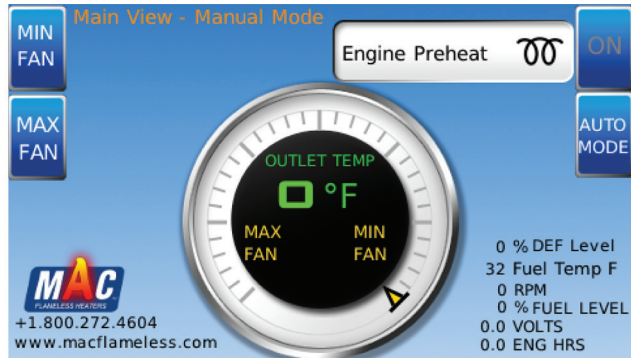 Main View - Manual Mode
MIN
FAN
Engine Preheat
ON
MAX
FAN
AUTO
MODE
OUTLET TEMP
0 °F
MAX
FAN
MIN
FAN
MAC
FLAMELESS HEATERS
+1.800.272.4604
www.macflameless.com
0 % DEF Level
32 Fuel Temp F
0 RPM
0 % FUEL LEVEL
0.0 VOLTS
0.0 ENG HRS